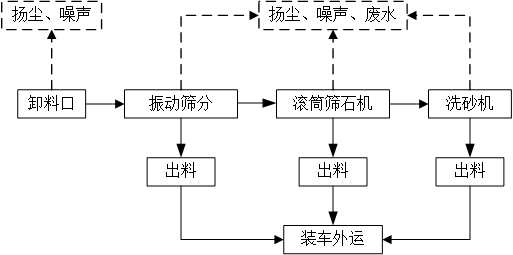 扬尘、噪声
扬尘、噪声、废水
卸料口
振动筛分
滚筒筛石机
洗砂机
出料
出料
出料
装车外运